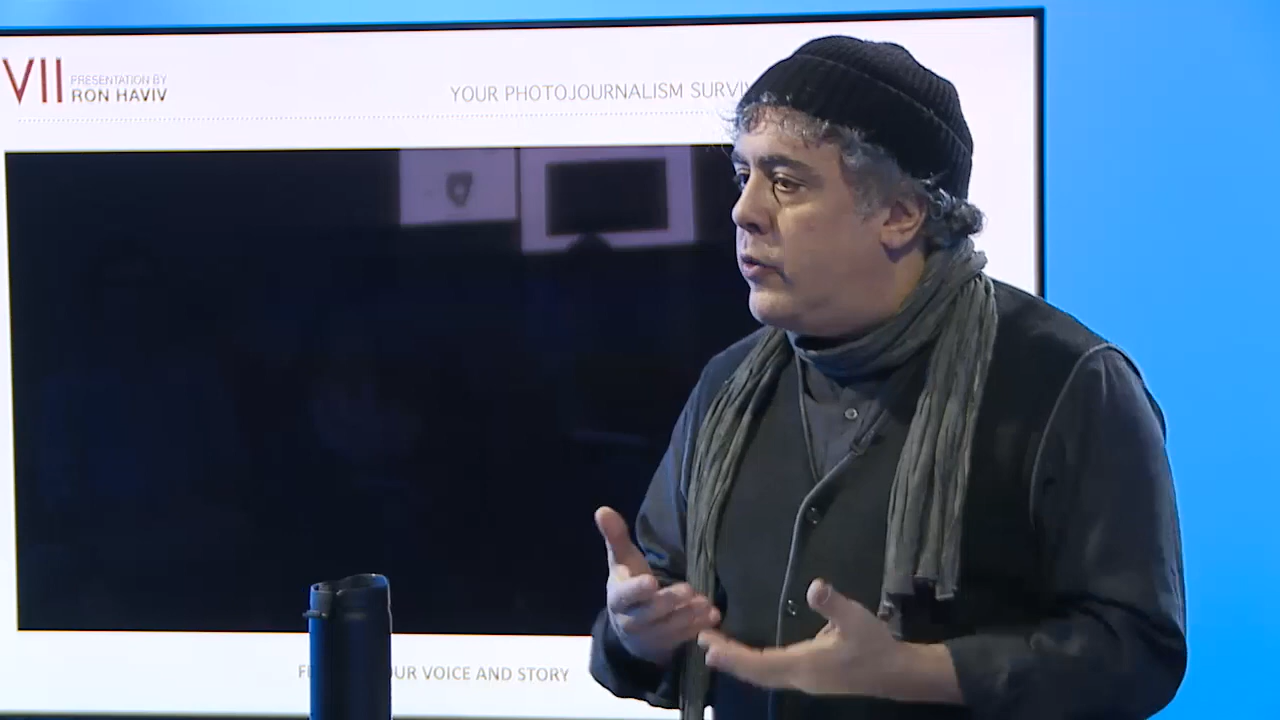 VII PRESENTATION BY
RON HAVIV
YOUR PHOTOJOURNALISM
VOICE AND STORY